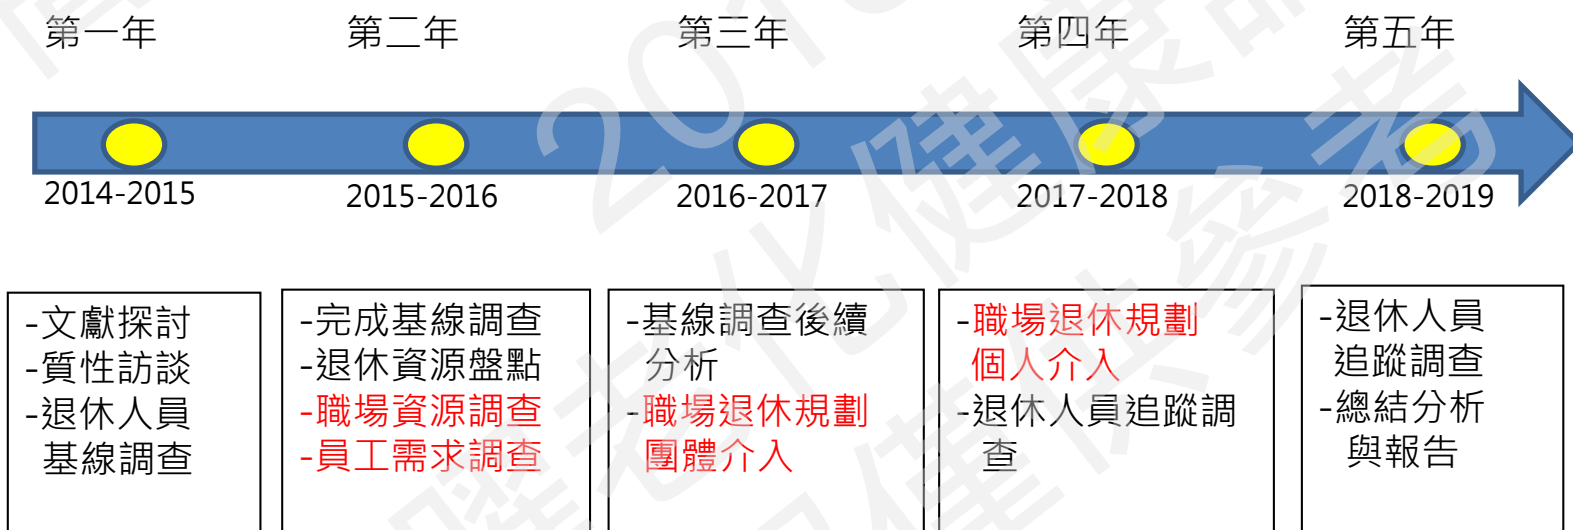 第一年
第二年
第三年
第四年
第五年
2014-2015
2015-2016
2016-2017
2017-2018
2018-2019
-文獻探討
-質性訪談
-退休人員
基線調查
-完成基線調查
-退休資源盤點
-職場資源調查
-員工需求調查
-基線調查後續
分析
-職場退休規劃
團體介入
-職場退休規劃
個人介入
-退休人員追蹤調
查
-退休人員
追蹤調查
-總結分析
與報告